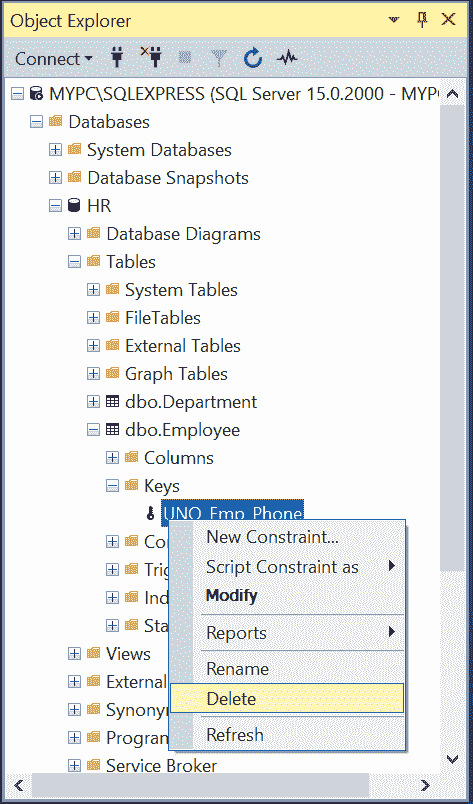 Object Explorer
Connect
MYPC\SQLEXPRESS (SQL Server 15.0.2000 - MYPC
Databases
System Databases
Database Snapshots
HR
Database Diagrams
Tables
System Tables
FileTables
External Tables
Graph Tables
dbo.Department
dbo.Employee
Columns
Keys
UNQ_Emp_Phone
New Constraint...
Co
Script Constraint as
Trig
Modify
Ind
Sta
Reports
Views
Rename
External
Delete
Synonyn
Refresh
Program
Service Broker